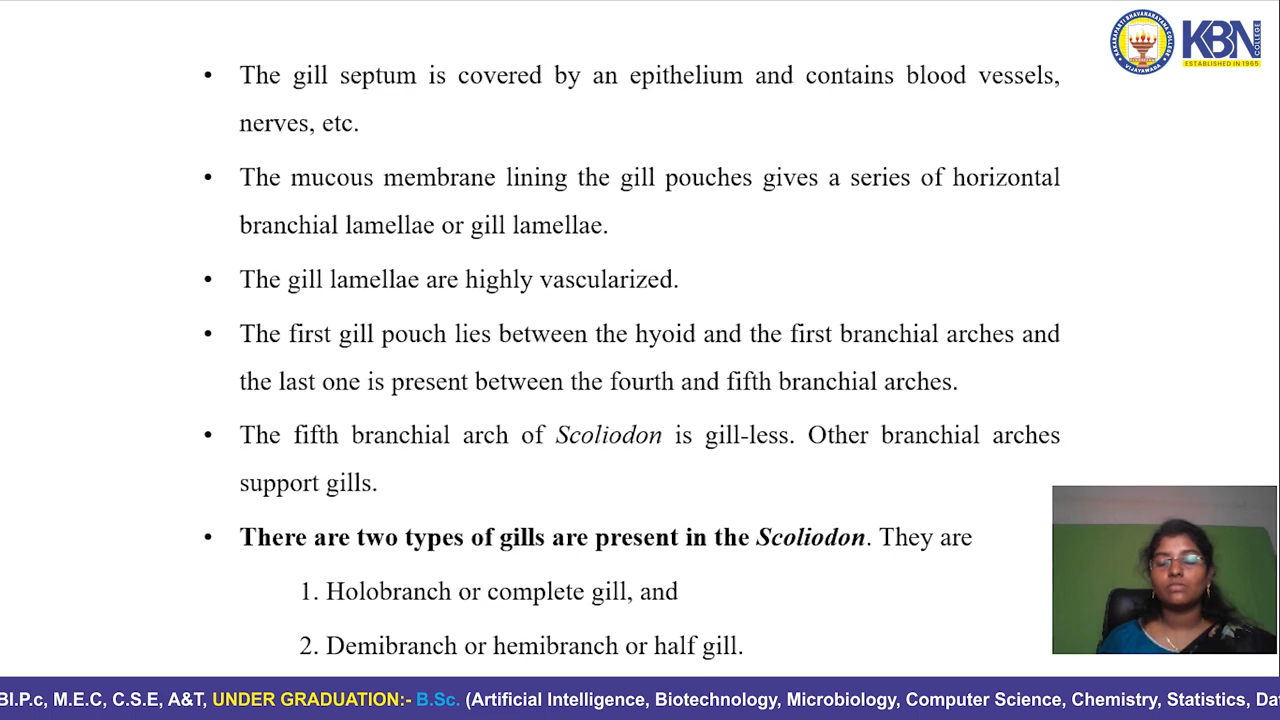 KAKARAPARTI BHAVANARAYANA COLLEGE
VIJAYAWADA
KBN
COLLEGE
ESTABLISHED IN 1965
• The gill septum is covered by an epithelium and contains blood vessels,
nerves, etc.
• The mucous membrane lining the gill pouches gives a series of horizontal
branchial lamellae or gill lamellae.
• The gill lamellae are highly vascularized.
• The first gill pouch lies between the hyoid and the first branchial arches and
the last one is present between the fourth and fifth branchial arches.
• The fifth branchial arch of Scoliodon is gill-less. Other branchial arches
support gills.
• There are two types of gills are present in the Scoliodon. They are
1. Holobranch or complete gill, and
2. Demibranch or hemibranch or half gill.
BI.P.c, M.E.C, C.S.E, A&T, UNDER GRADUATION:- B.Sc. (Artificial Intelligence, Biotechnology, Microbiology, Computer Science, Chemistry, Statistics, Da